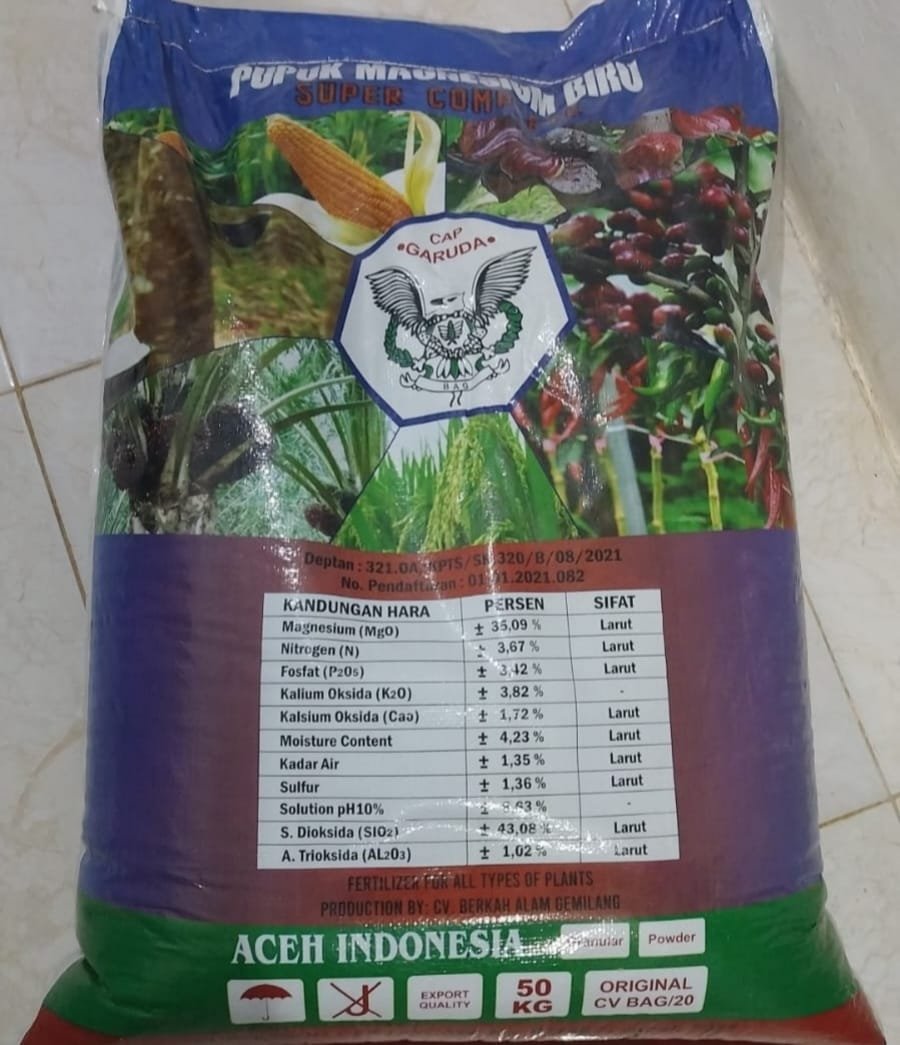 PUPUK MAGNESIUM BIRU
SUPER
CAP
•GARUDA•
BAG
Deptan : 321.OA/KPTS/SR.320/B/08/2021
No. Pendaftaran : 01.01.2021.082
KANDUNGAN HARA PERSEN SIFAT
Magnesium (MgO) ± 35,09 % Larut
Nitrogen (N) ± 3,67 % Larut
Fosfat (P2O5) ± 3,42 % Larut
Kalium Oksida (K2O) ± 3,82 % -
Kalsium Oksida (Cao) ± 1,72 % Larut
Moisture Content ± 4,23 % Larut
Kadar Air ± 1,35 % Larut
Sulfur ± 1,36 % Larut
Solution pH10% ± % -
S. Dioksida (SIO2) ± 43,08 % Larut
A. Trioksida (AL2O3) ± 1,02 % Larut
FERTILIZER FOR ALL TYPES OF PLANTS
PRODUCTION BY: CV. BERKAH ALAM GEMILANG
ACEH INDONESIA Granular Powder
EXPORT QUALITY
50 KG
ORIGINAL
CV BAG/20